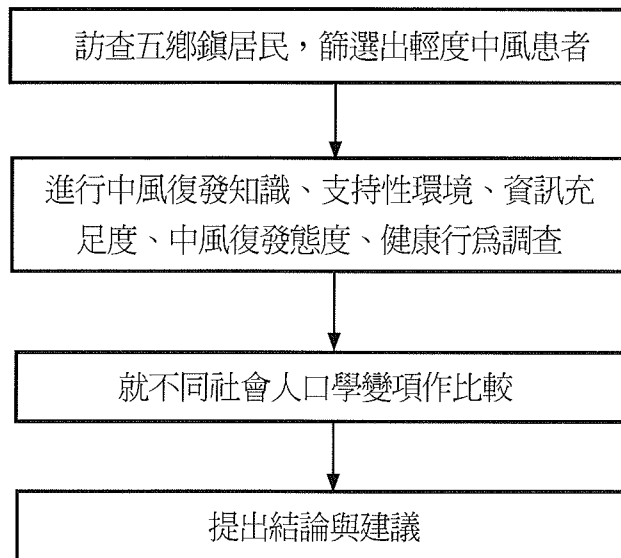 訪查五鄉鎮居民，篩選出輕度中風患者
進行中風復發知識、支持性環境、資訊充
足度、中風復發態度、健康行爲調查
就不同社會人口學變項作比較
提出結論與建議